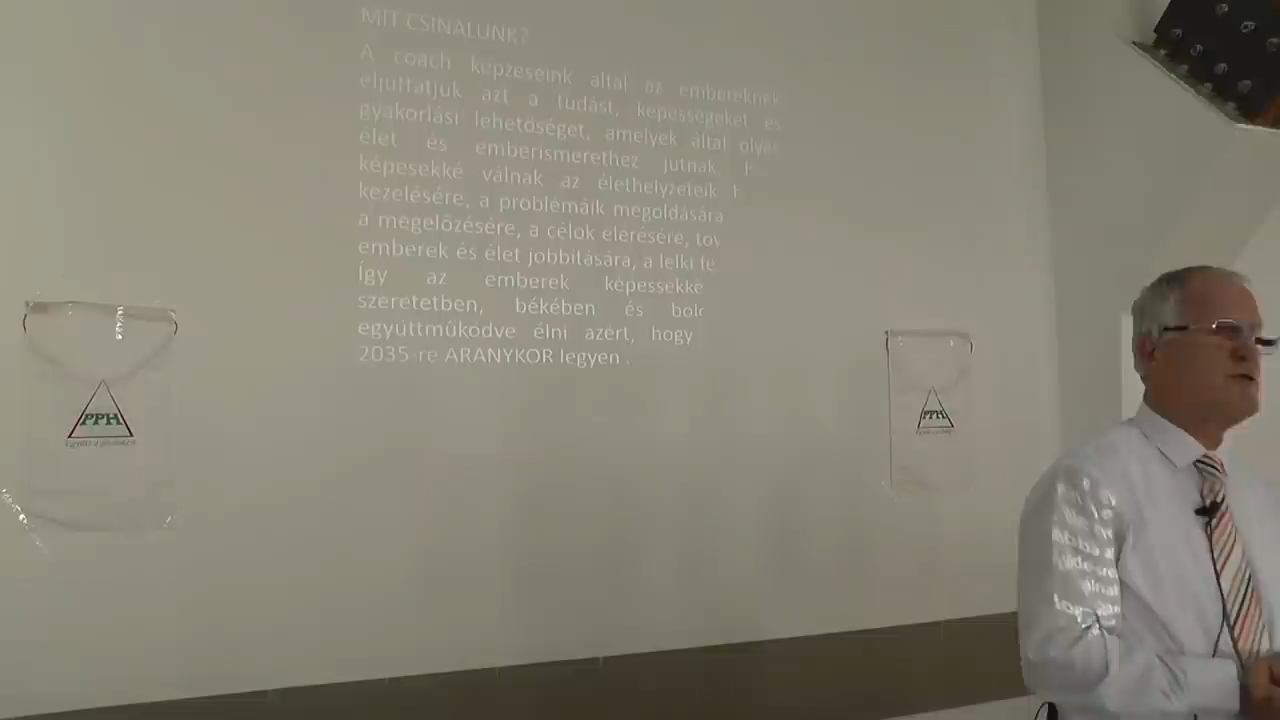 MIT CSINÁLUNK?
A coach képzéseink által az embereknek
eljuttatjuk azt a tudást, képességeket és
gyakorlási lehetőséget, amelyek által
élet és emberismerethez jutnak,
képesekké válnak az élethelyzeteik
kezelésére, a problémáik megoldására
a megelőzésére, a célok elérésére,
emberek és élet jobbítására, a lelki
Így az emberek képessekké
szeretetben, békében és
együttműködve élni azért, hogy
2035-re ARANYKOR legyen .
PPH
PPH